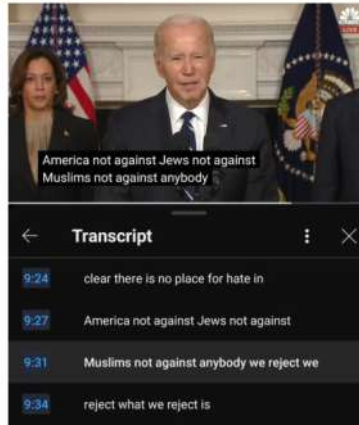 LIVE
America not against Jews not against
Muslims not against anybody
Transcript
9:24 clear there is no place for hate in
9:27 America not against Jews not against
9:31 Muslims not against anybody we reject we
9:34 reject what we reject is